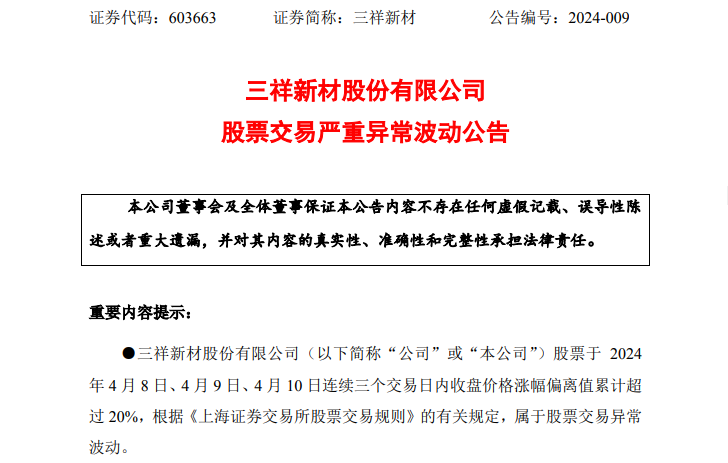 证券代码：603663 证券简称：三祥新材 公告编号：2024-009
三祥新材股份有限公司
股票交易严重异常波动公告
本公司董事会及全体董事保证本公告内容不存在任何虚假记载、误导性陈
述或者重大遗漏，并对其内容的真实性、准确性和完整性承担法律责任。
重要内容提示：
●三祥新材股份有限公司（以下简称“公司”或“本公司”）股票于 2024
年 4 月 8 日、4 月 9 日、4 月 10 日连续三个交易日内收盘价格涨幅偏离值累计超
过 20%，根据《上海证券交易所股票交易规则》的有关规定，属于股票交易异常
波动。